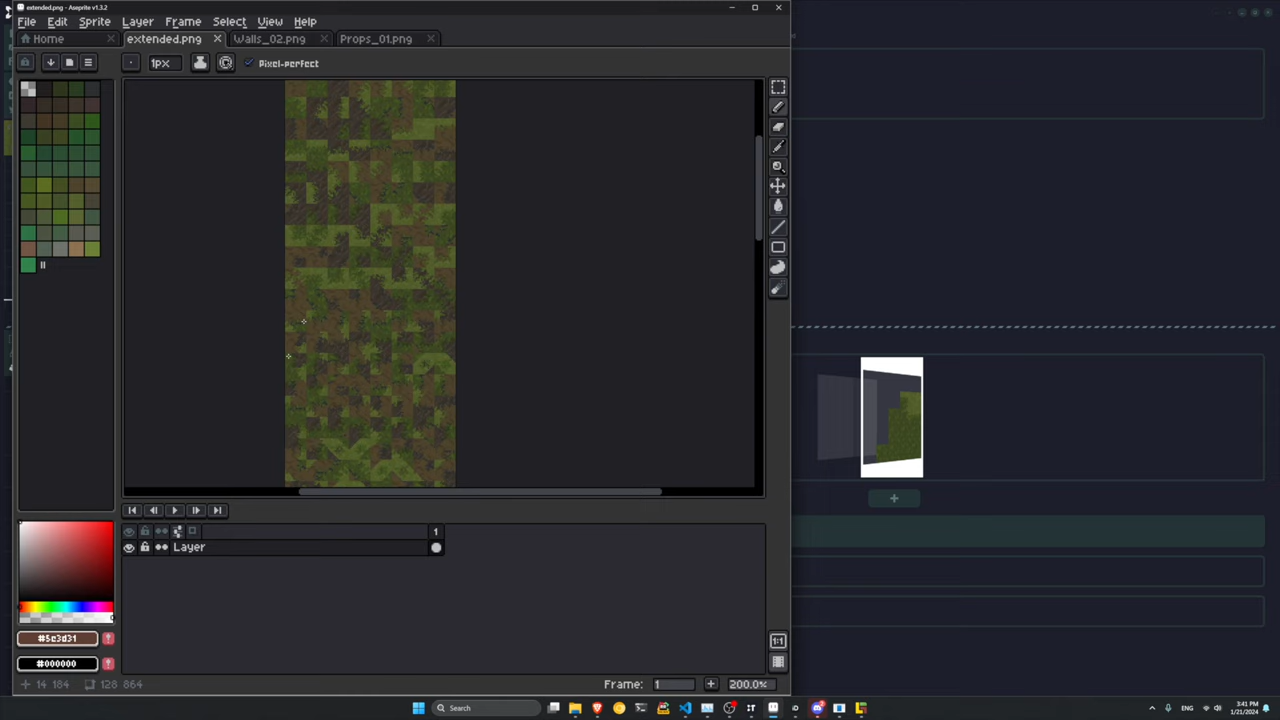 extended.png - Aseprite v1.3.2
File Edit Sprite Layer Frame Select View Help
Home extended.png Walls_02.png Props_01.png
1px Pixel-perfect
1
Layer
#5e3d31
1:1
#000000
14 184 128 864
Frame: 1 200.0%
Search
ENG
3:41 PM
1/21/2024